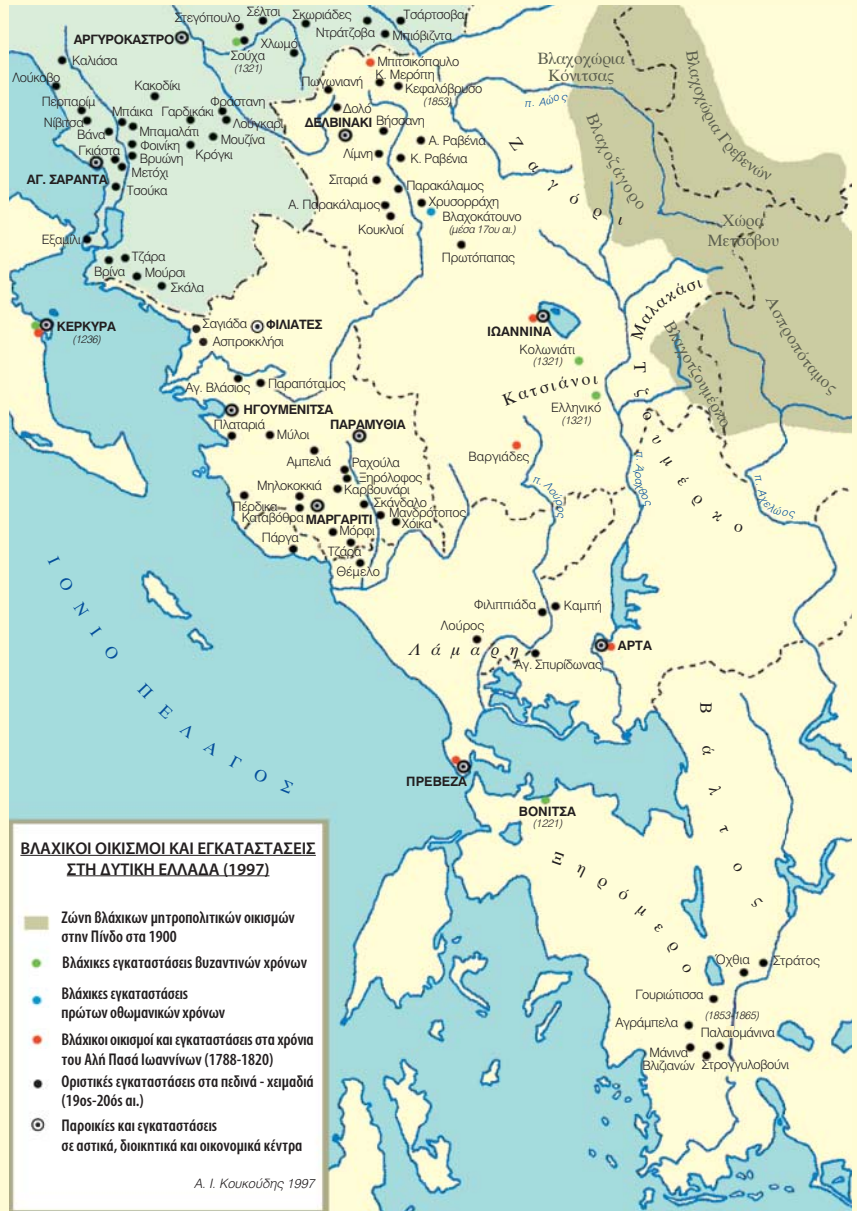 Στεγόπουλο
Σέλτσι
Σκωριάδες
Τσάρτσοβα
ΑΡΓΥΡΟΚΑΣΤΡΟ
Ντράτζοβα
Μπιόβιζντα
Σούχα
(1321)
Χλωμό
Καλιάσα
Μπιτσικόπουλο
Βλαχοχώρια
Κόνιτσας
Βλαχοχώρια Γρεβενών
Λούκοβο
Κακοδίκι
Πωγωνιανή
Κ. Μερόπη
Κεφαλόβρυσο
(1853)
π. Αώος
Περπαρίμ
Φράστανη
Δολό
Νίβιτσα
Μπάικα
Γαρδικάκι
Λούγκαρι
ΔΕΛΒΙΝΑΚΙ
Βήσσανη
Βλαχοζάγορο
Βάνα
Μπαμαλάτι
Μουζίνα
Α. Ραβένια
Ζαγόρι
Γκιάστα
Φοινίκη
Κρόγκι
Λίμνη
Κ. Ραβένια
Βρυώνη
ΑΓ. ΣΑΡΑΝΤΑ
Μετόχι
Σιταριά
Παρακάλαμος
Τσούκα
Χρυσορράχη
Α. Παρακάλαμος
Βλαχοκάτουνο
(μέσα 17ου αι.)
Κουκλιοί
Χώρα
Μετσόβου
Εξαμίλι
Πρωτόπαπας
Τζάρα
Βρίνα
Μούρσι
Σκάλα
Μαλακάσι
Ασπροπόταμος
ΚΕΡΚΥΡΑ
(1236)
Σαγιάδα
ΦΙΛΙΑΤΕΣ
ΙΩΑΝΝΙΝΑ
Ασπροκκλήσι
Κολωνιάτι
(1321)
Βλαχοτζουμέρκο
Αγ. Βλάσιος
Παραπόταμος
Κατσιάνοι
Τζουμέρκο
ΗΓΟΥΜΕΝΙΤΣΑ
Ελληνικό
(1321)
Πλαταριά
Μύλοι
ΠΑΡΑΜΥΘΙΑ
Αμπελιά
Ραχούλα
Βαργιάδες
Ξηρόλοφος
π. Λούρος
π. Άραχθος
π. Αχελώος
Μηλοκοκκιά
Καρβουνάρι
Πέρδικα
Σκάνδαλο
Καταβόθρα
ΜΑΡΓΑΡΙΤΙ
Μανδρότοπος
Χόικα
Πάργα
Μόρφι
Τζάρα
Θέμελο
ΙΟΝΙΟ ΠΕΛΑΓΟΣ
Φιλιππιάδα
Καμπή
Λούρος
Λάμαρη
ΑΡΤΑ
Αγ. Σπυρίδωνας
Βάλτος
ΠΡΕΒΕΖΑ
ΒΟΝΙΤΣΑ
(1221)
Ξηρόμερο
Όχθια
Στράτος
Γουριώτισσα
(1853-1865)
Αγράμπελα
Παλαιομάνινα
Μάνινα
Βλιζιανών
Στρογγυλοβούνι
ΒΛΑΧΙΚΟΙ ΟΙΚΙΣΜΟΙ ΚΑΙ ΕΓΚΑΤΑΣΤΑΣΕΙΣ
ΣΤΗ ΔΥΤΙΚΗ ΕΛΛΑΔΑ (1997)
Ζώνη βλάχικων μητροπολιτικών οικισμών
στην Πίνδο στα 1900
Βλάχικες εγκαταστάσεις Βυζαντινών χρόνων
Βλάχικες εγκαταστάσεις
πρώτων οθωμανικών χρόνων
Βλάχικοι οικισμοί και εγκαταστάσεις στα χρόνια
του Αλή Πασά Ιωαννίνων (1788-1820)
Οριστικές εγκαταστάσεις στα πεδινά - χειμαδιά
(19os-20ós αι.)
Παροικίες και εγκαταστάσεις
σε αστικά, διοικητικά και οικονομικά κέντρα
Α. Ι. Κουκούδης 1997